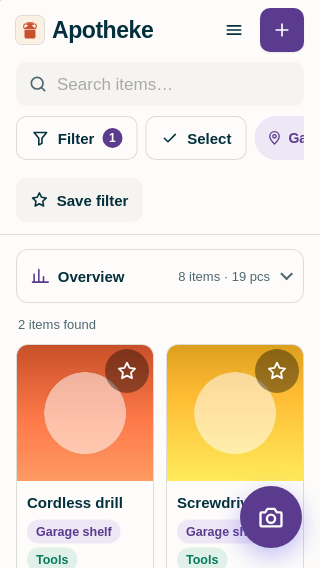 Apotheke
Search items…
Filter 1
Select
Save filter
Overview
8 items · 19 pcs
2 items found
Cordless drill
Garage shelf
Tools
Garage
Tools